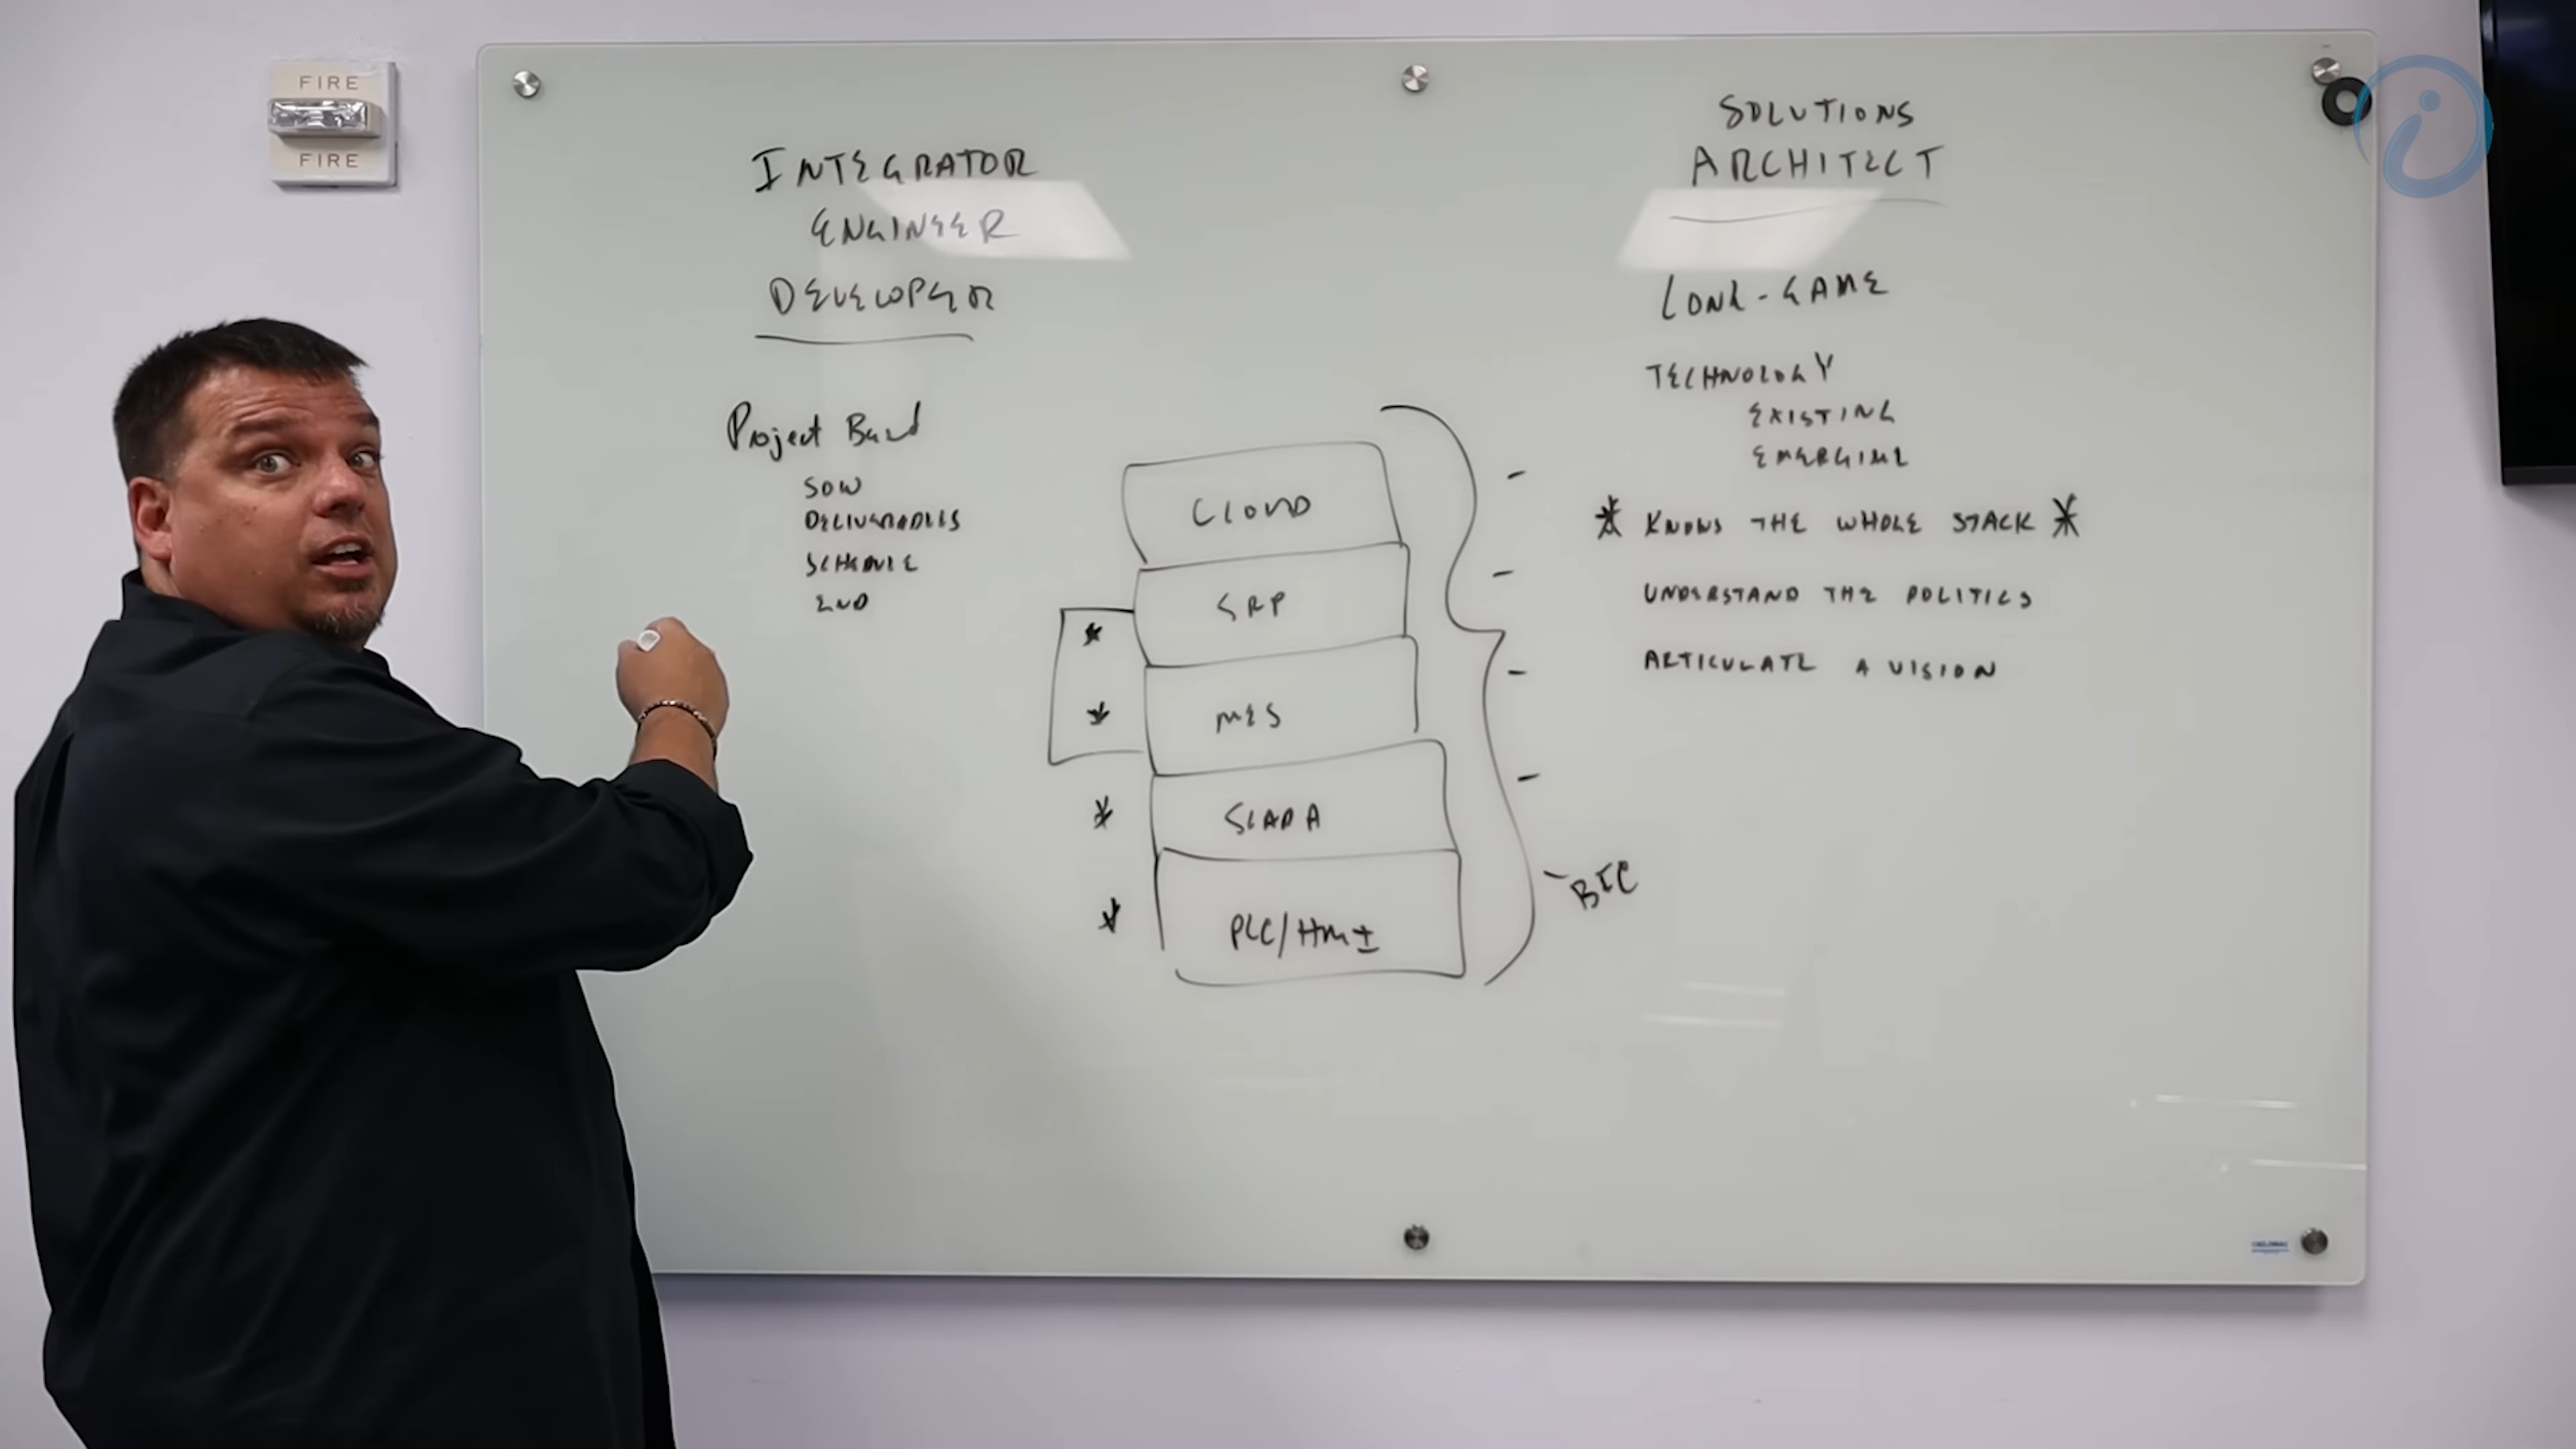 FIRE
FIRE
INTEGRATOR
ENGINEER
DEVELOPER
Project Based
SOW
DELIVERABLES
SCHEDULE
END
CLOUD
ERP
MES
SCADA
PLC/HMI
BIC
SOLUTIONS
ARCHITECT
LONG-GAME
TECHNOLOGY
EXISTING
EMERGING
* KNOWS THE WHOLE STACK *
UNDERSTAND THE POLITICS
ARTICULATE A VISION
i